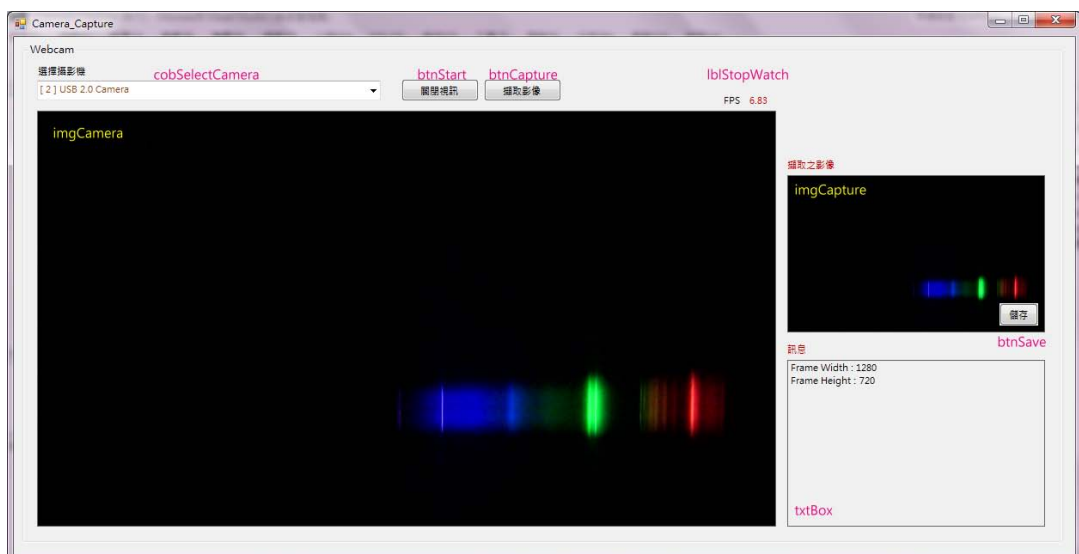 Camera_Capture
Webcam
選擇攝影機
cobSelectCamera
btnStart
btnCapture
lblStopWatch
[ 2 ] USB 2.0 Camera
關閉視訊
擷取影像
FPS 6.83
imgCamera
擷取之影像
imgCapture
儲存
btnSave
訊息
Frame Width : 1280
Frame Height : 720
txtBox